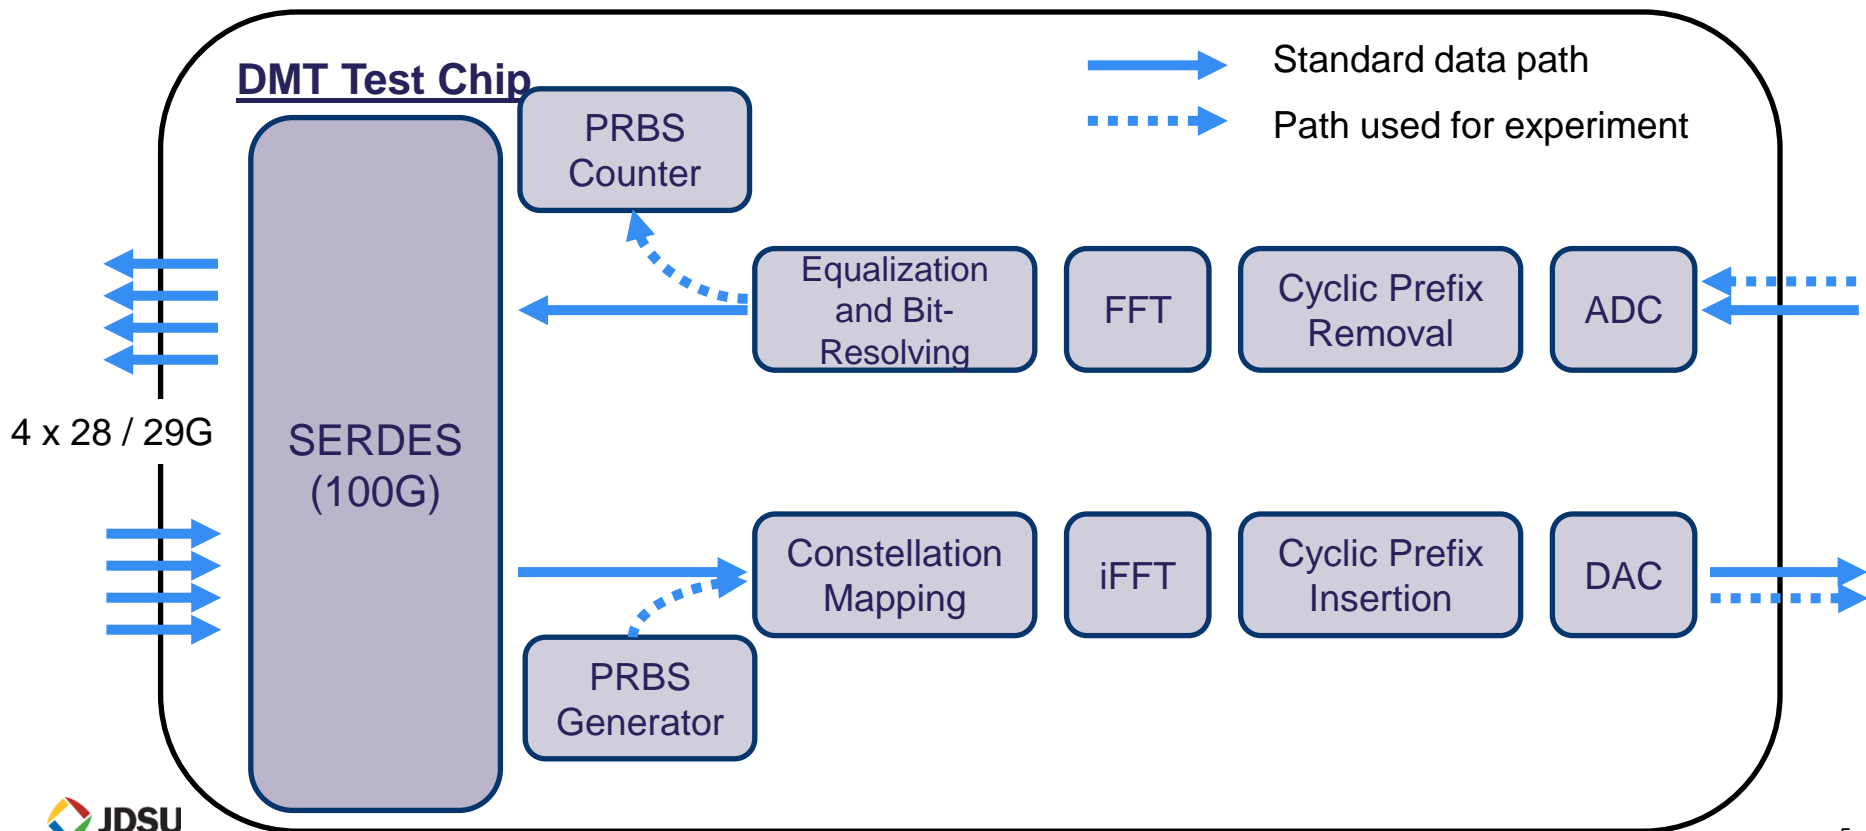 DMT Test Chip
Standard data path
Path used for experiment
PRBS
Counter
Equalization
and Bit-
Resolving
FFT
Cyclic Prefix
Removal
ADC
4 x 28 / 29G
SERDES
(100G)
Constellation
Mapping
iFFT
Cyclic Prefix
Insertion
DAC
PRBS
Generator
JDSU